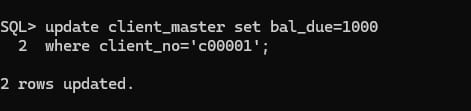 SQL> update client_master set bal_due=1000
  2  where client_no='c00001';
2 rows updated.